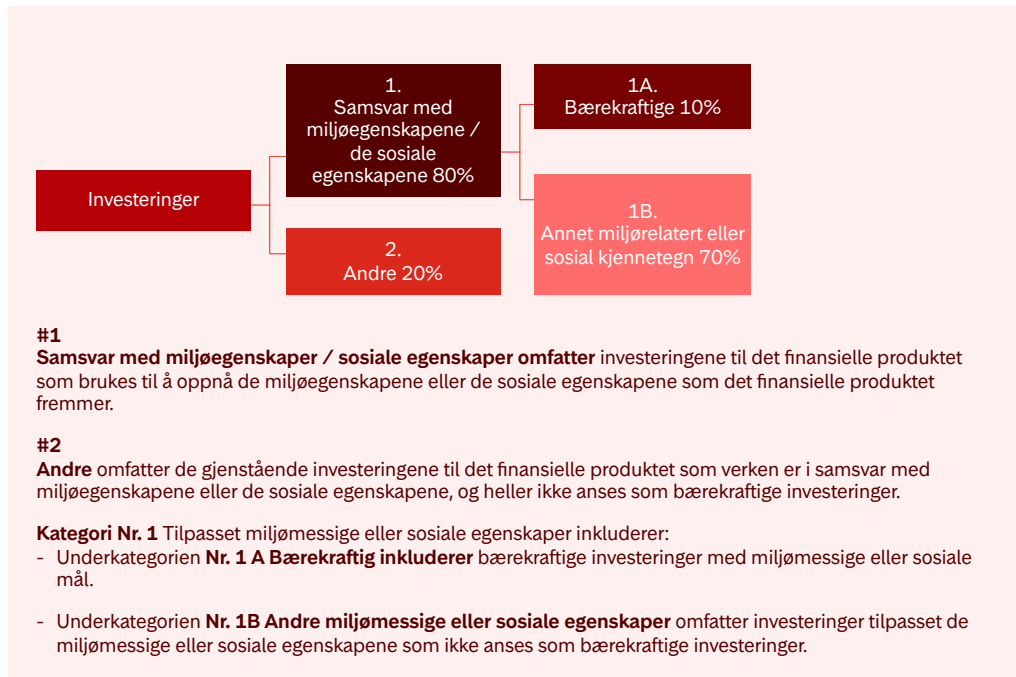 Investeringer
1.
Samsvar med
miljøegenskapene /
de sosiale
egenskapene 80%
2.
Andre 20%
1A.
Bærekraftige 10%
1B.
Annet miljørelatert eller
sosial kjennetegn 70%
#1
Samsvar med miljøegenskaper / sosiale egenskaper omfatter investeringene til det finansielle produktet
som brukes til å oppnå de miljøegenskapene eller de sosiale egenskapene som det finansielle produktet
fremmer.
#2
Andre omfatter de gjenstående investeringene til det finansielle produktet som verken er i samsvar med
miljøegenskapene eller de sosiale egenskapene, og heller ikke anses som bærekraftige investeringer.
Kategori Nr. 1 Tilpasset miljømessige eller sosiale egenskaper inkluderer:
- Underkategorien Nr. 1 A Bærekraftig inkluderer bærekraftige investeringer med miljømessige eller sosiale
mål.
- Underkategorien Nr. 1B Andre miljømessige eller sosiale egenskaper omfatter investeringer tilpasset de
miljømessige eller sosiale egenskapene som ikke anses som bærekraftige investeringer.